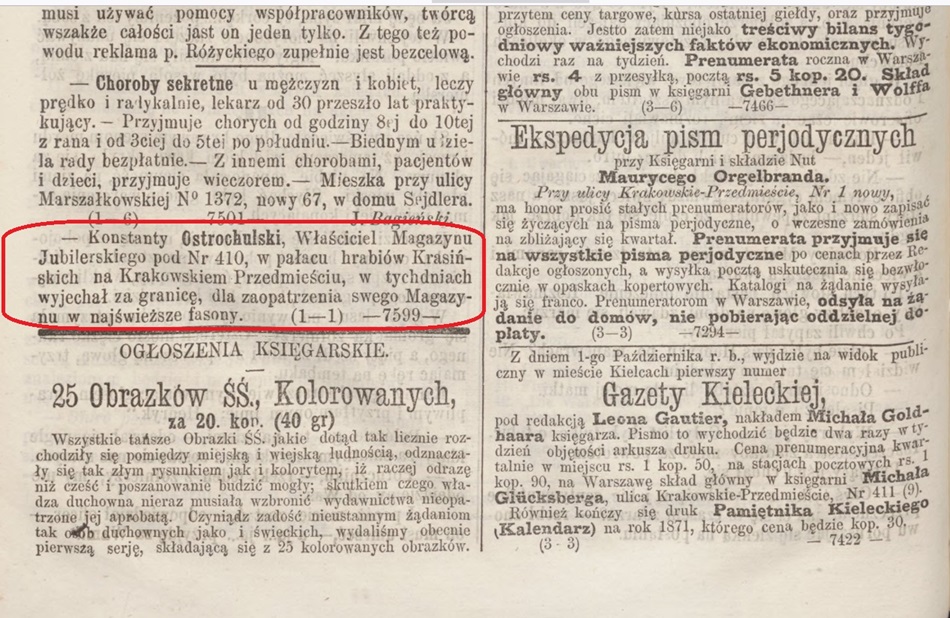 musi używać pomocy współpracowników, twórcą
wszakże całości jast on jeden tylko. Z tego też po-
wodu reklama p. Różyckiego zupełnie jest bezcelową.
— Choroby sekretne u mężczyzn i kobiet, leczy
prędko i radykalnie, lekarz od 30 przeszło lat prakty-
kujący. — Przyjmuje chorych od godziny 8ej do 10tej
z rana i od 3ciej do 5tej po południu.—Biednym udzie-
la rady bezpłatnie.— Z innemi chorobami, pacjentów
i dzieci, przyjmuje wieczorem.— Mieszka przy ulicy
Marszałkowskiej Nº 1372, nowy 67, w domu Sejdlera.
(1—6) —7501— J. Bagieński.
— Konstanty Ostrochulski, Właściciel Magazynu
Jubilerskiego pod Nr 410, w pałacu hrabiów Krasiń-
skich na Krakowskiem Przedmieściu, w tychdniach
wyjechał za granicę, dla zaopatrzenia swego Magazy-
nu w najświeższe fasony. (1—1) —7599—
OGŁOSZENIA KSIĘGARSKIE.
25 Obrazków ŚŚ., Kolorowanych,
za 20. kop. (40 gr)
Wszystkie tańsze Obrazki ŚŚ. jakie dotąd tak licznie roz-
chodziły się pomiędzy miejską i wiejską ludnością, odznacza-
ły się tak złym rysunkiem jak i kolorytem, iż raczej odrazę
niż cześć i poszanowanie budzić mogły; skutkiem czego wła-
dza duchowna nieraz musiała wzbronić wydawnictwa nieopa-
trzone jej aprobatą. Czyniądz zadość nieustannym żądaniom
tak osób duchownych jako i święckich, wydaliśmy obecnie
pierwszą serję, składającą się z 25 kolorowanych obrazków.
przytem ceny targowe, kursa ostatniej giełdy, oraz przyjmuje
ogłoszenia. Jestto zatem niejako treściwy bilans tygo-
dniowy ważniejszych faktów ekonomicznych. Wy-
chodzi raz na tydzień. Prenumerata roczna w Warsza-
wie rs. 4 z przesyłką, pocztą rs. 5 kop. 20. Skład
główny obu pism w księgarni Gebethnera i Wolffa
w Warszawie. (3—6) —7466—
Ekspedycja pism perjodycznych
przy Księgarni i składzie Nut
Maurycego Orgelbranda.
Przy ulicy Krakowskie-Przedmieście, Nr 1 nowy,
ma honor prosić stałych prenumeratorów, jako i nowo zapisać
się życzących na pisma perjodyczne, o wczesne zamówienia
na zbliżający się kwartał. Prenumerata przyjmuje się
na wszystkie pisma perjodyczne po cenach przez Re-
dakcje ogłoszonych, a wysyłka pocztą uskutecznia się bezwło-
cznie w opaskach kopertowych. Katalogi na żądanie wysyła-
ją się franco. Prenumeratorom w Warszawie, odsyła na żą-
danie do domów, nie pobierając oddzielnej do-
płaty. (3—3) —7294—
Z dniem 1-go Października r. b., wyjdzie na widok publi-
czny w mieście Kielcach pierwszy numer
Gazety Kieleckiej,
pod redakcją Leona Gautier, nakładem Michała Gold-
haara księgarza. Pismo to wychodzić będzie dwa razy w ty-
dzień objętości arkusza druku. Cena prenumeracyjna kwar-
talnie w miejscu rs. 1 kop. 50, na stacjach pocztowych rs. 1
kop. 90, na Warszawę skład główny w księgarni Michała
Glücksberga, ulica Krakowskie-Przedmieście, Nr 411 (9).
Również kończy się druk Pamiętnika Kieleckiego
(Kalendarz) na rok 1871, którego cena będzie kop. 30,
(3-3) — 7422 —